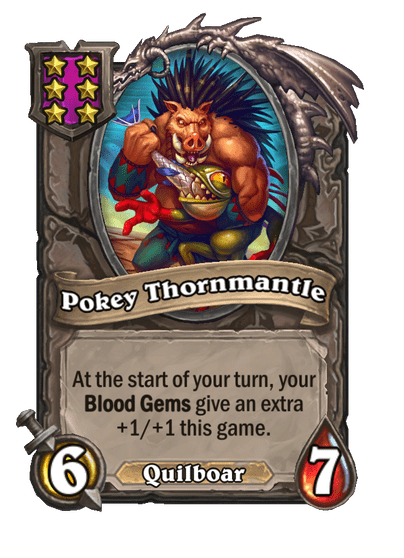 Pokey Thornmantle
At the start of your turn, your
Blood Gems give an extra
+1/+1 this game.
6
Quilboar
7